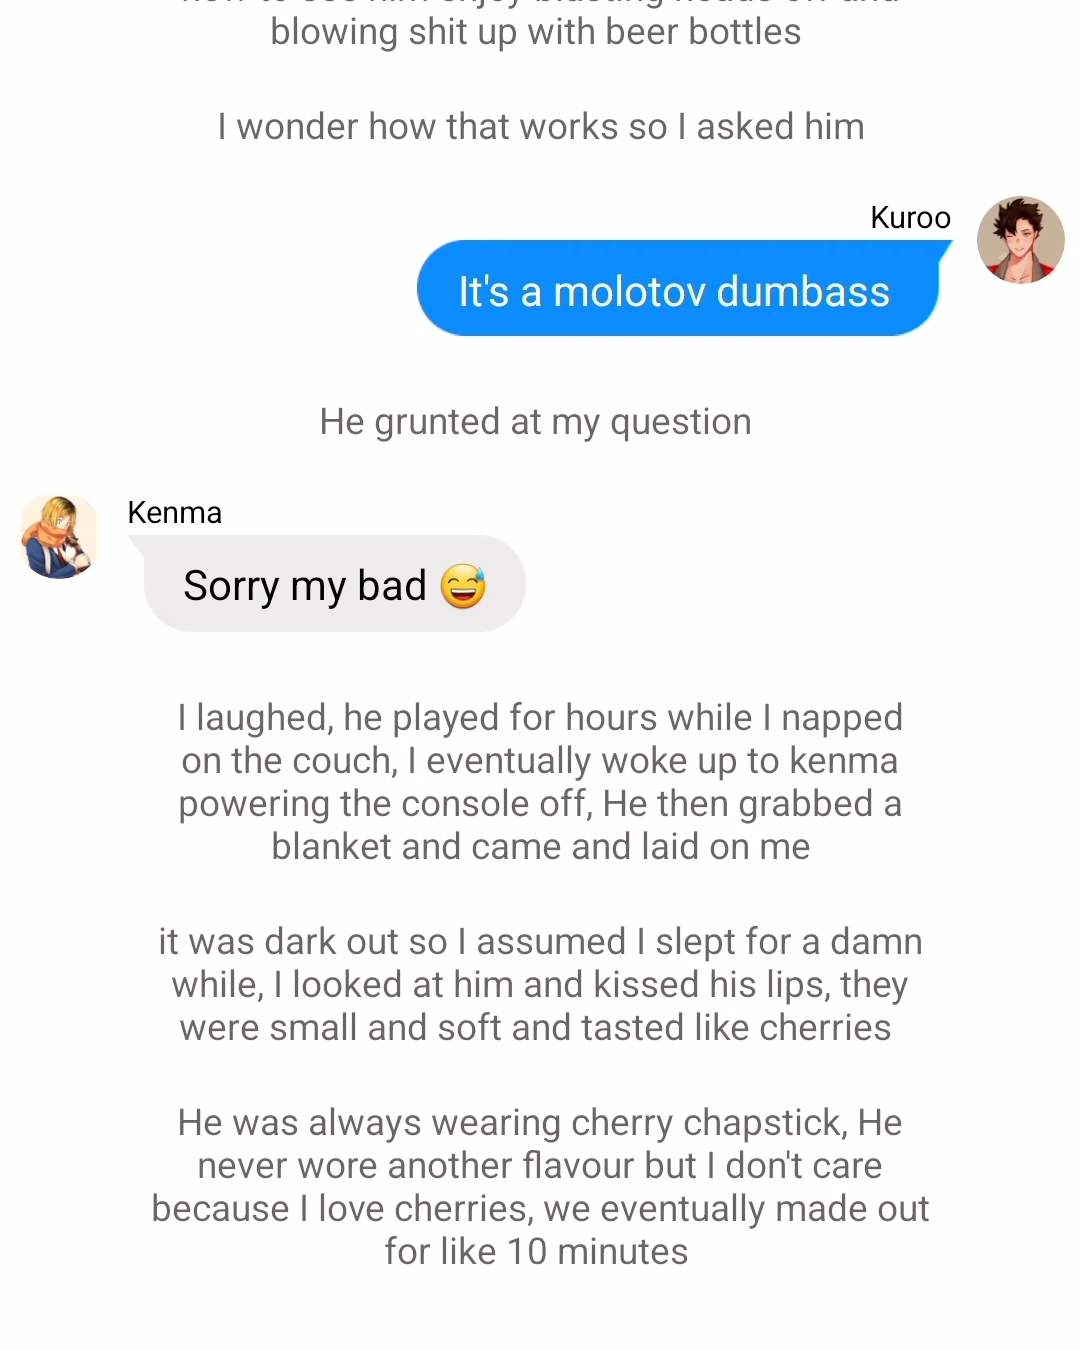 blowing shit up with beer bottles
I wonder how that works so I asked him
Kuroo
It's a molotov dumbass
He grunted at my question
Kenma
Sorry my bad 😅
I laughed, he played for hours while I napped
on the couch, I eventually woke up to kenma
powering the console off, He then grabbed a
blanket and came and laid on me
it was dark out so I assumed I slept for a damn
while, I looked at him and kissed his lips, they
were small and soft and tasted like cherries
He was always wearing cherry chapstick, He
never wore another flavour but I don't care
because I love cherries, we eventually made out
for like 10 minutes